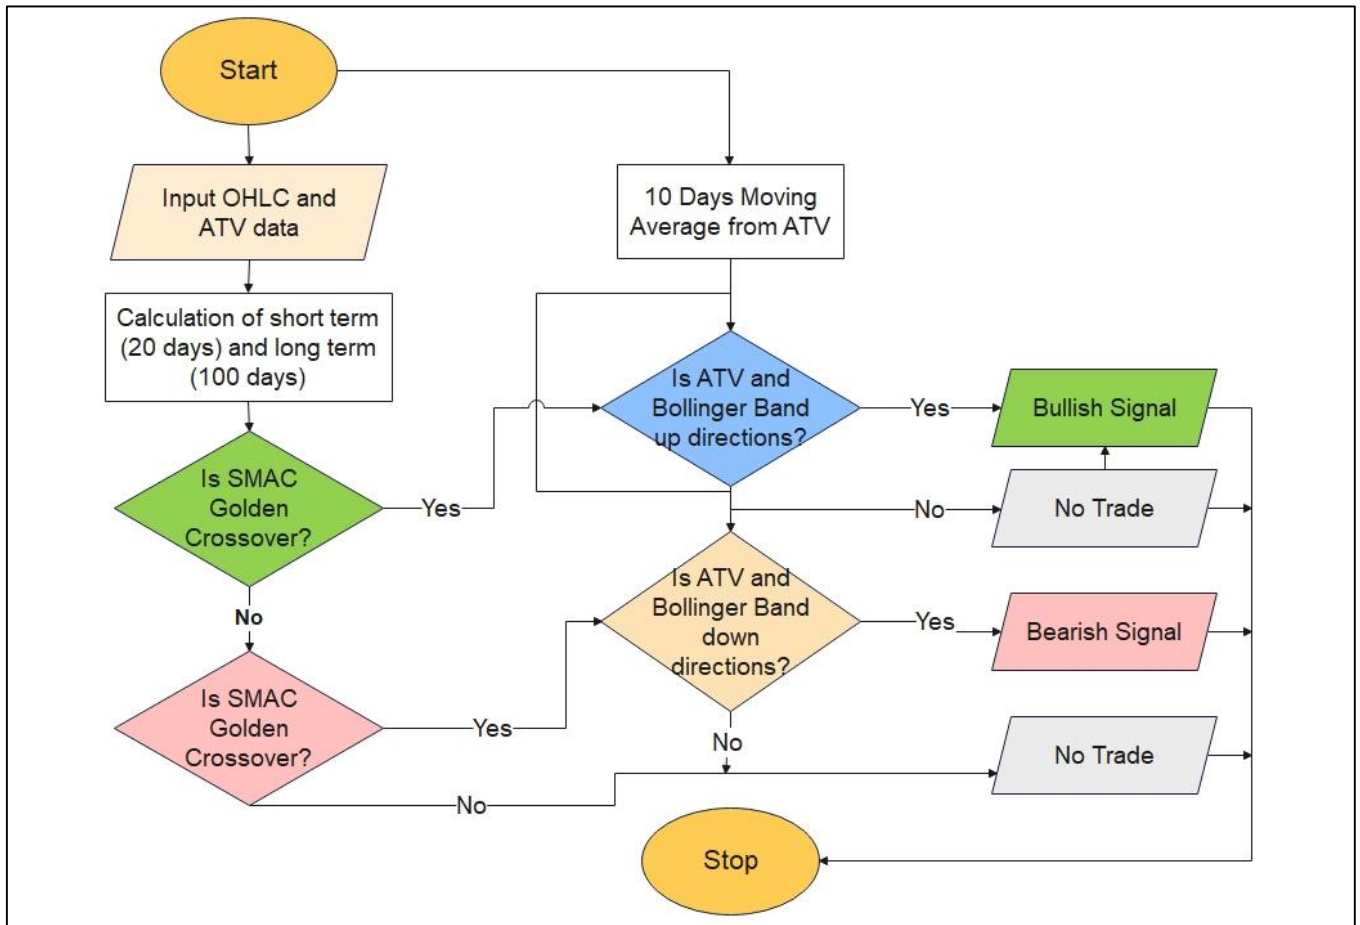 Start
Input OHLC and
ATV data
10 Days Moving
Average from ATV
Calculation of short term
(20 days) and long term
(100 days)
Is ATV and
Bollinger Band
up directions?
Yes
Bullish Signal
Is SMAC
Golden
Crossover?
Yes
No
No Trade
No
Is ATV and
Bollinger Band
down
directions?
Yes
Bearish Signal
Is SMAC
Golden
Crossover?
Yes
No
No Trade
No
Stop